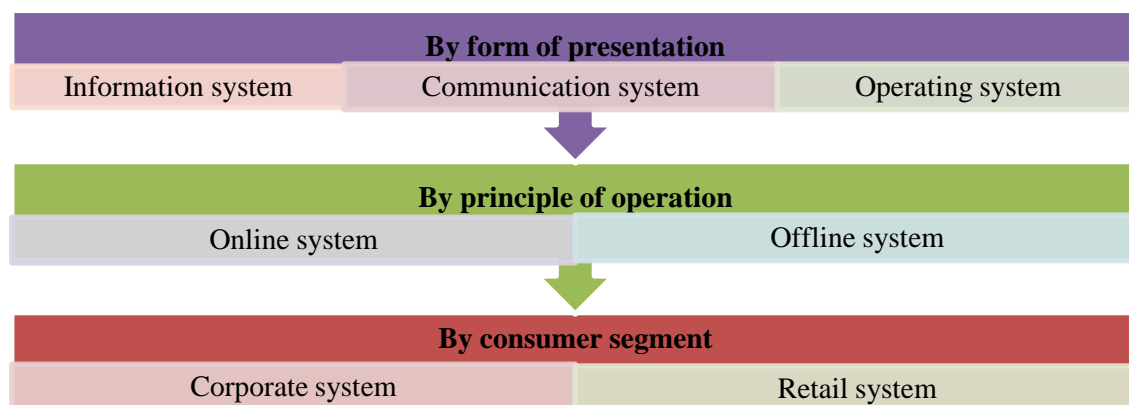 By form of presentation
Information system Communication system Operating system
By principle of operation
Online system Offline system
By consumer segment
Corporate system Retail system